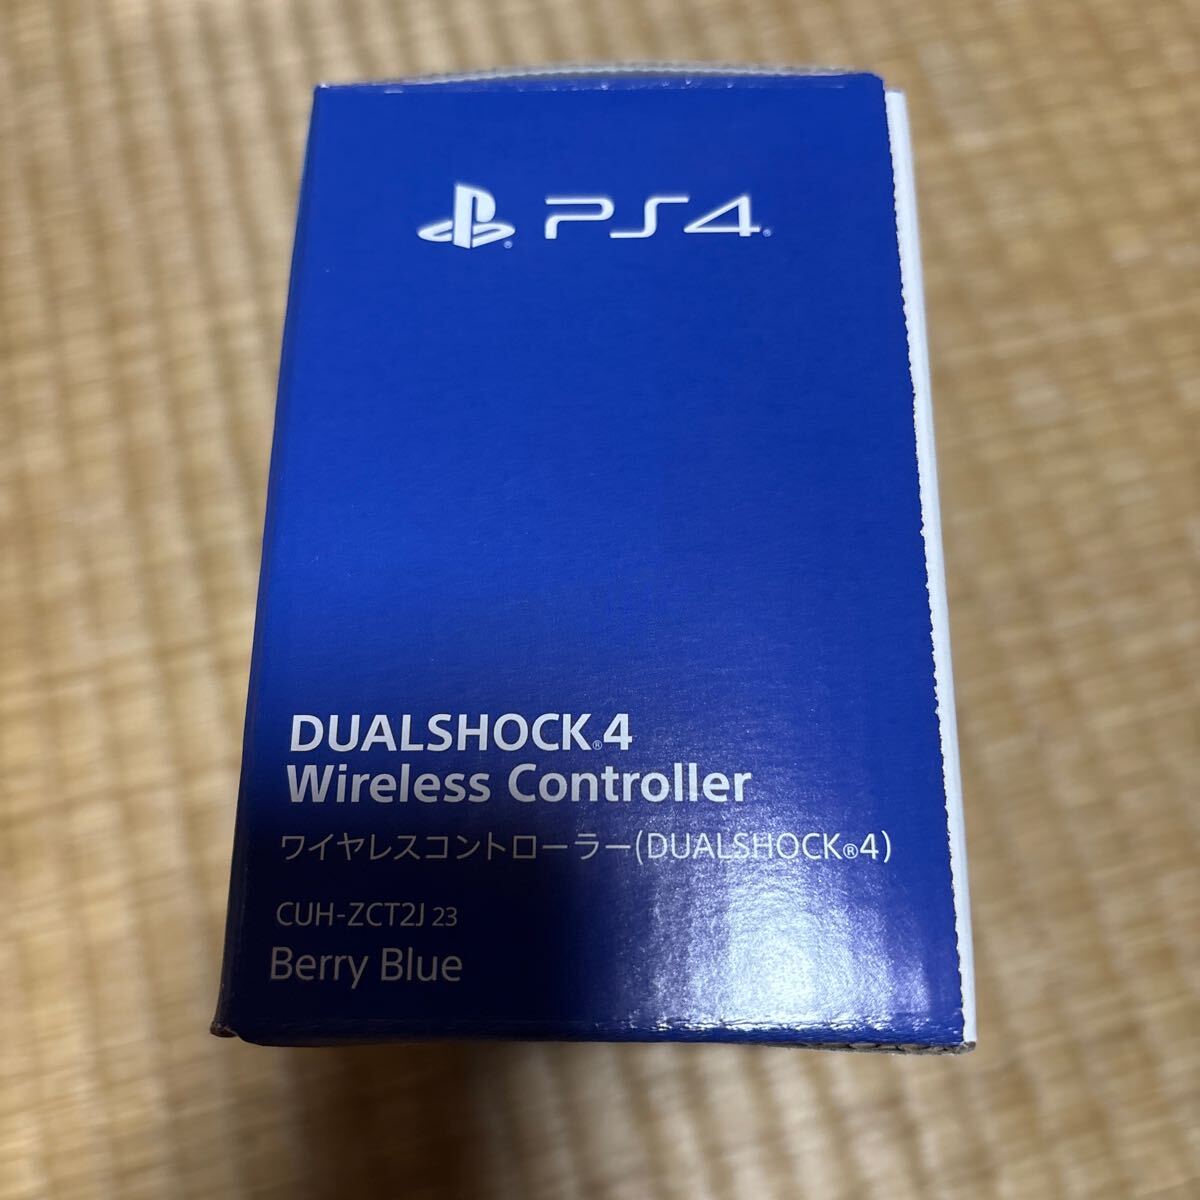 PS4®
DUALSHOCK®4
Wireless Controller
ワイヤレスコントローラー(DUALSHOCK®4)
CUH-ZCT2J 23
Berry Blue